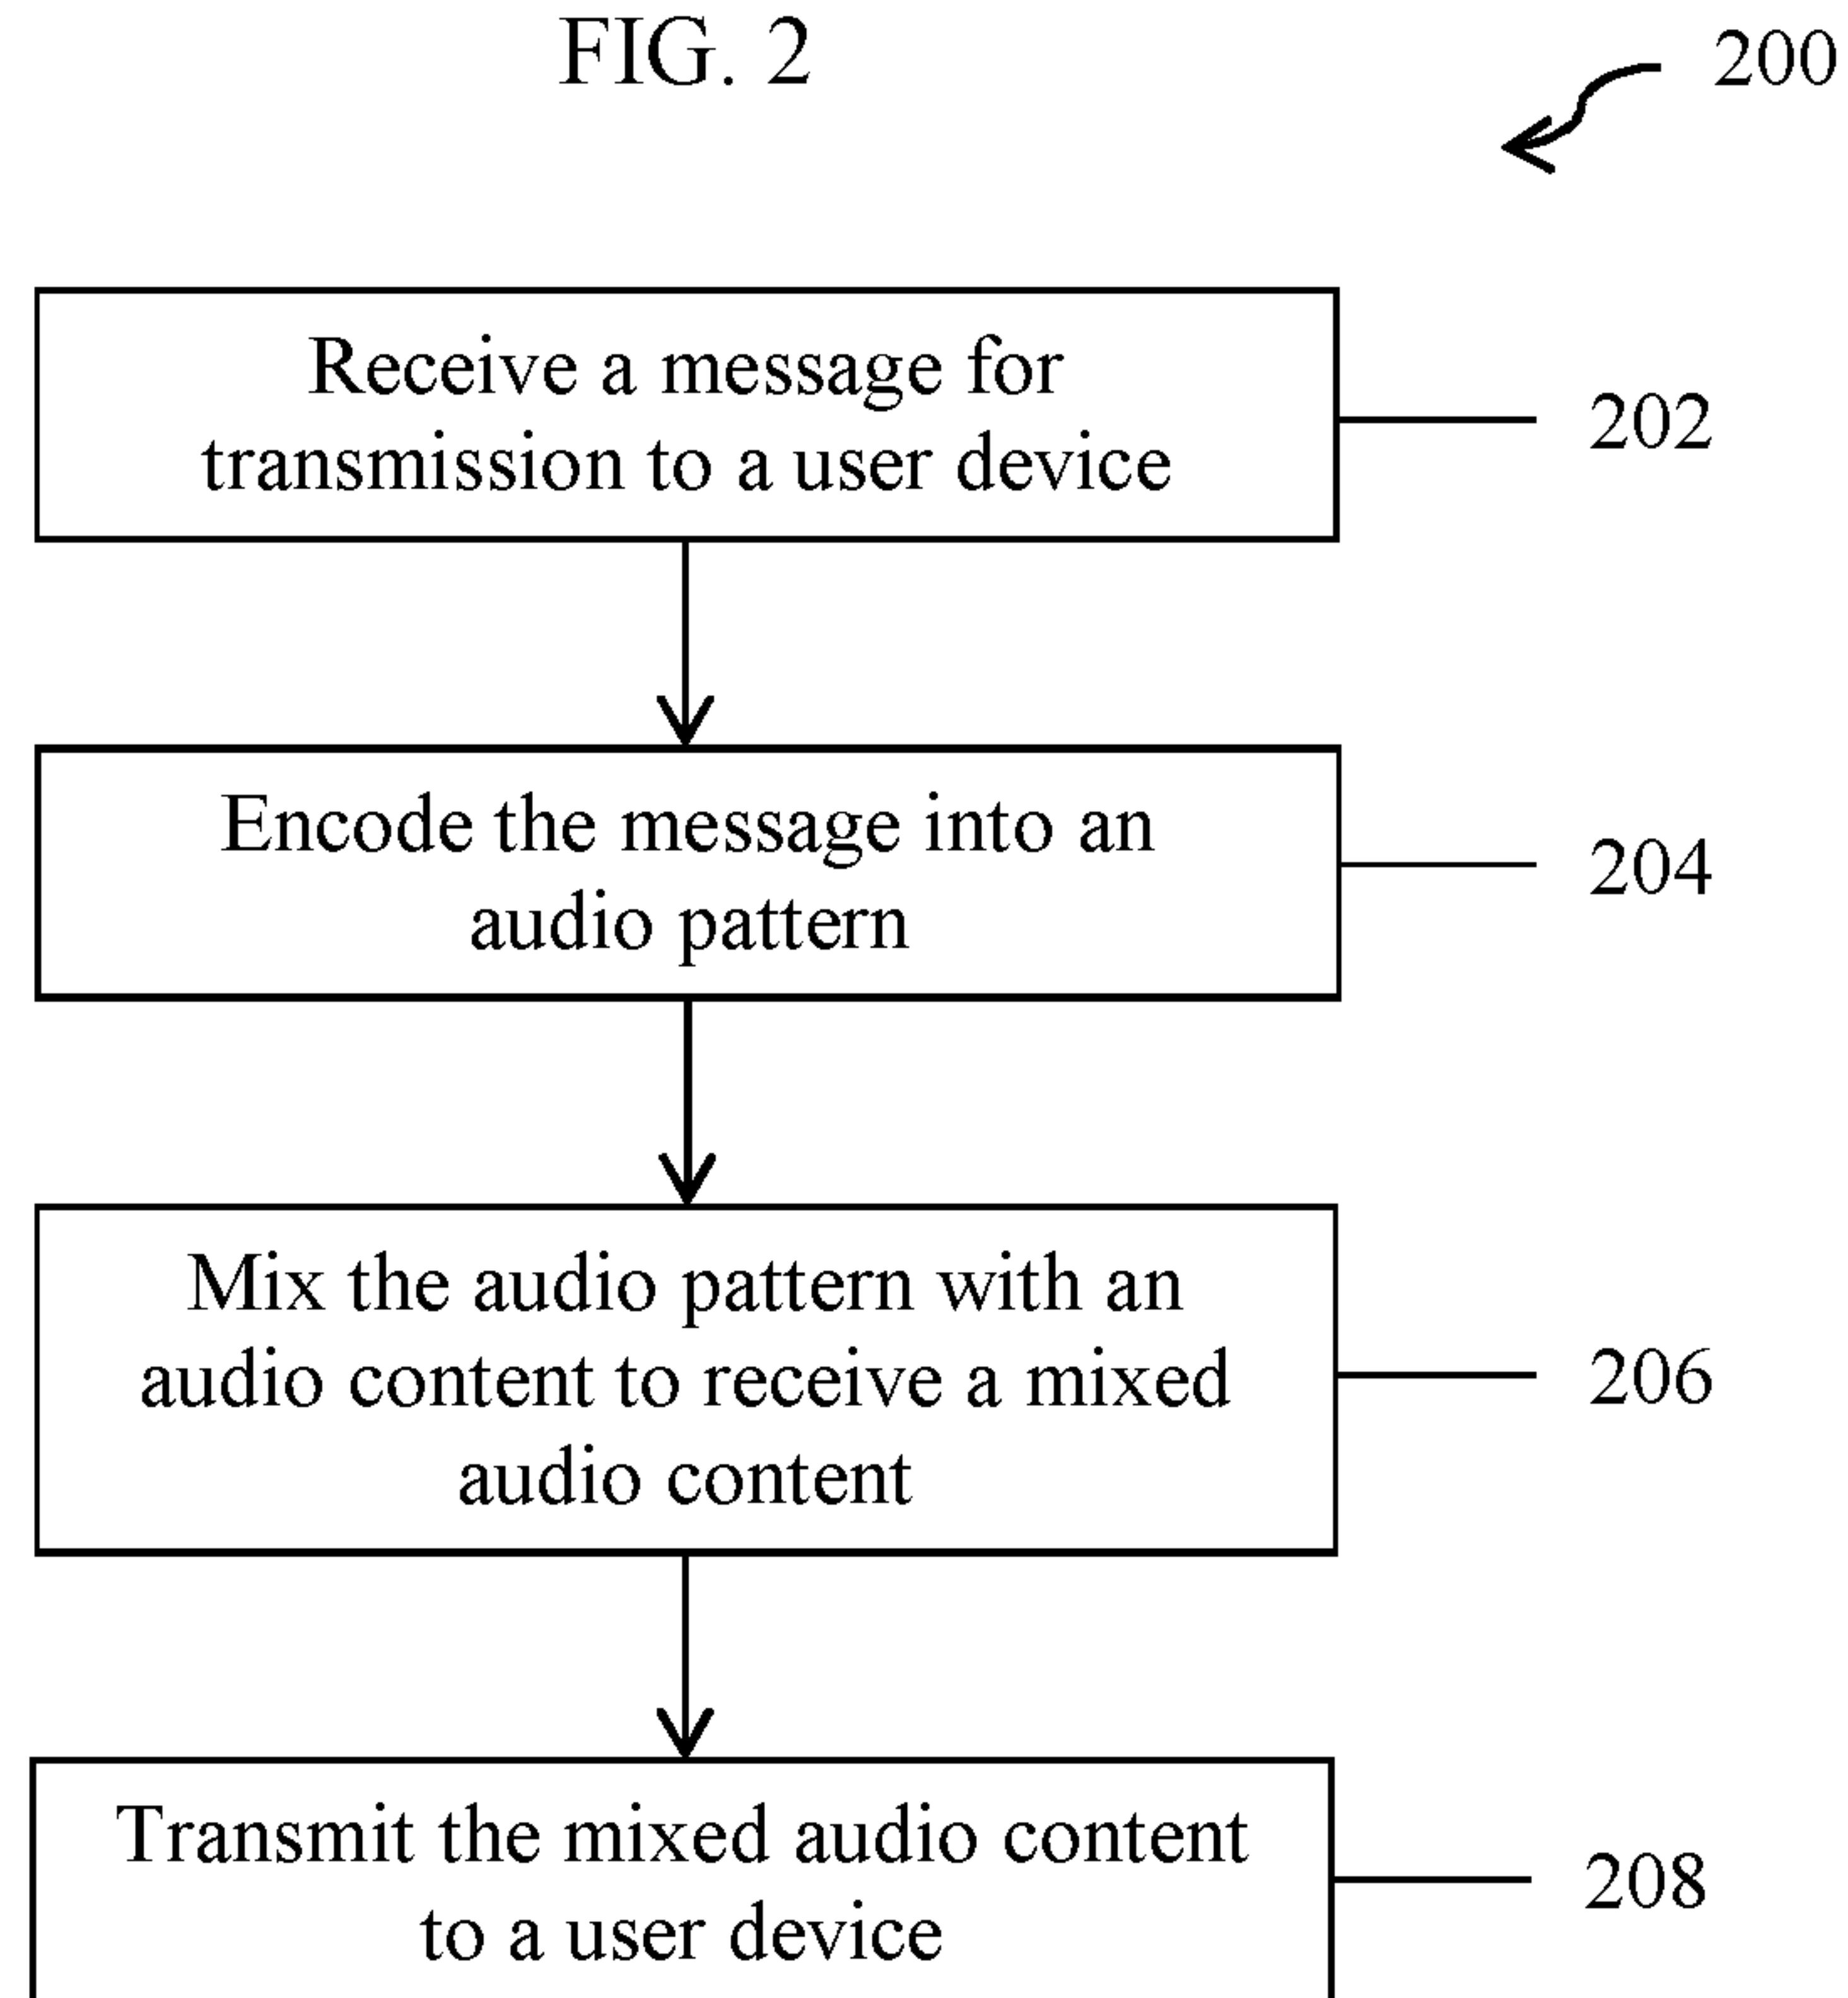 FIG. 2
200
Receive a message for
transmission to a user device
202
Encode the message into an
audio pattern
204
Mix the audio pattern with an
audio content to receive a mixed
audio content
206
Transmit the mixed audio content
to a user device
208